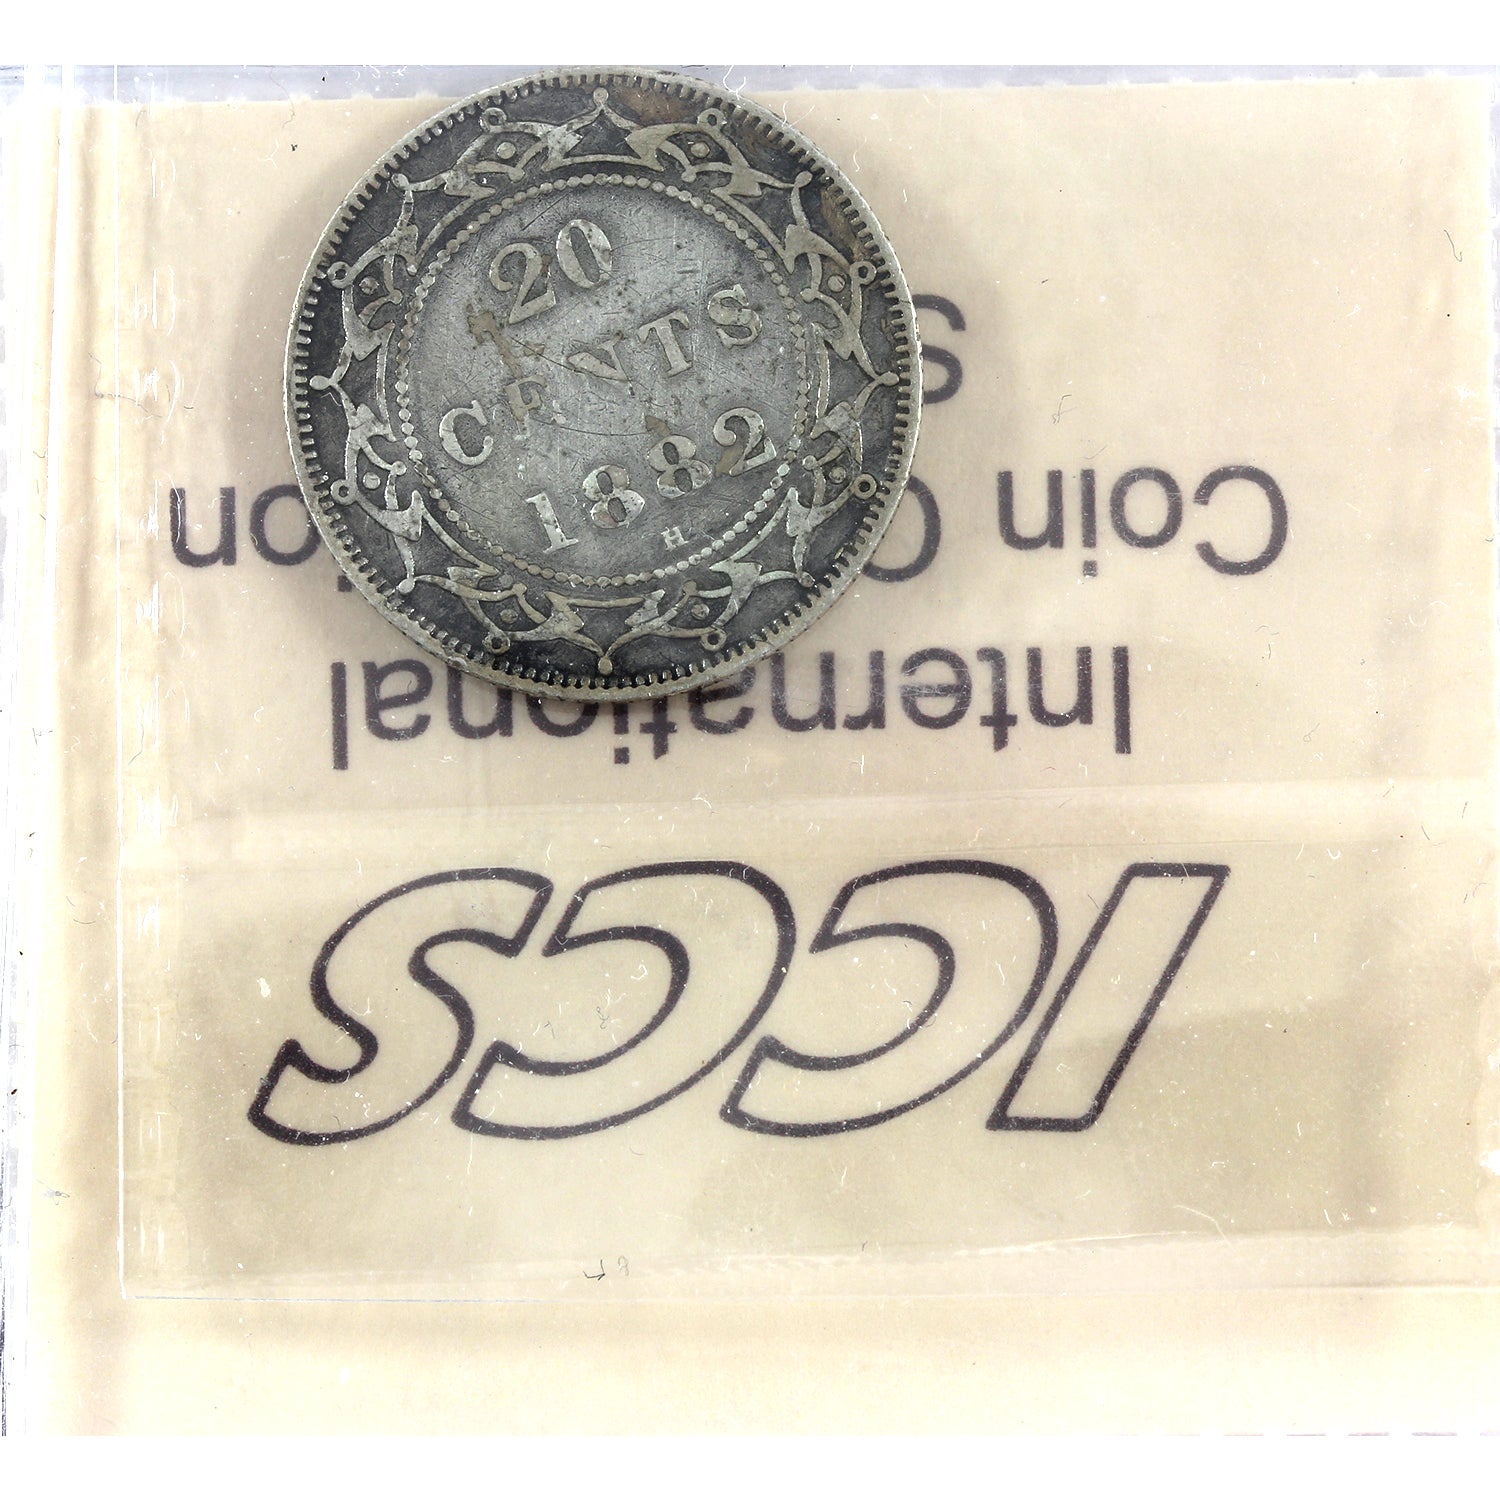 20
CENTS
1882
H
ICCS
International
Coin